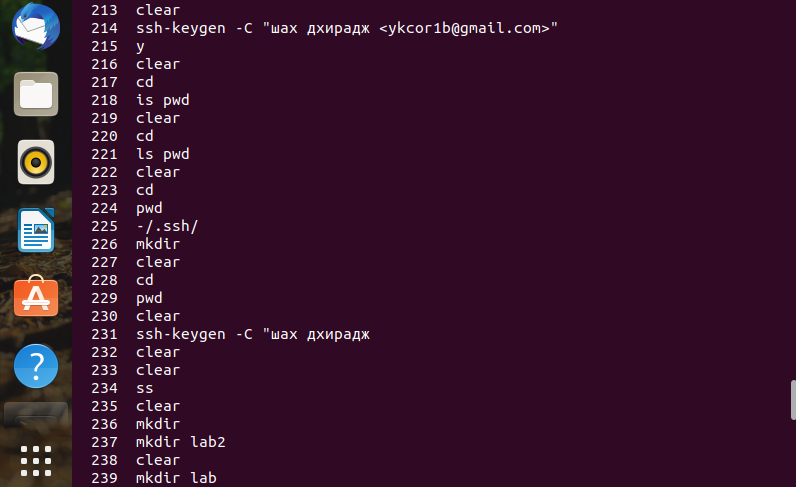 213 clear
214 ssh-keygen -C "шах дхирадж <ykcor1b@gmail.com>"
215 y
216 clear
217 cd
218 is pwd
219 clear
220 cd
221 ls pwd
222 clear
223 cd
224 pwd
225 -/.ssh/
226 mkdir
227 clear
228 cd
229 pwd
230 clear
231 ssh-keygen -C "шах дхирадж
232 clear
233 clear
234 ss
235 clear
236 mkdir
237 mkdir lab2
238 clear
239 mkdir lab